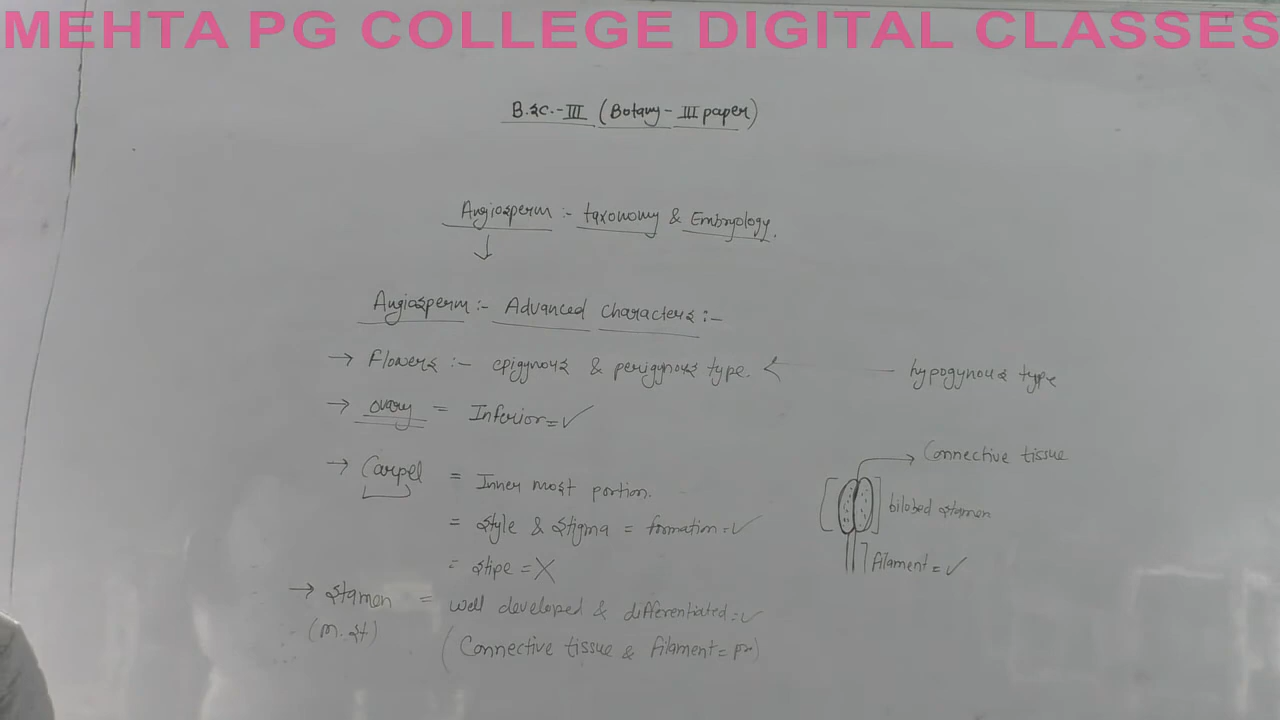 MEHTA PG COLLEGE DIGITAL CLASSES
B.Sc.-III (Botany - III paper)
Angiosperm :- taxonomy & Embryology.
↓
Angiosperm :- Advanced characters :-
→ Flowers :- epigynous & perigynous type. ← hypogynous type
→ ovary = Inferior = ✓
→ Carpel = Inner most portion.
= Style & Stigma = formation = ✓
= Stipe = X
→ Stamen = well developed & differentiated = ✓
(M. St) (Connective tissue & filament = pr)
→ Connective tissue
bilobed stamen
filament = ✓